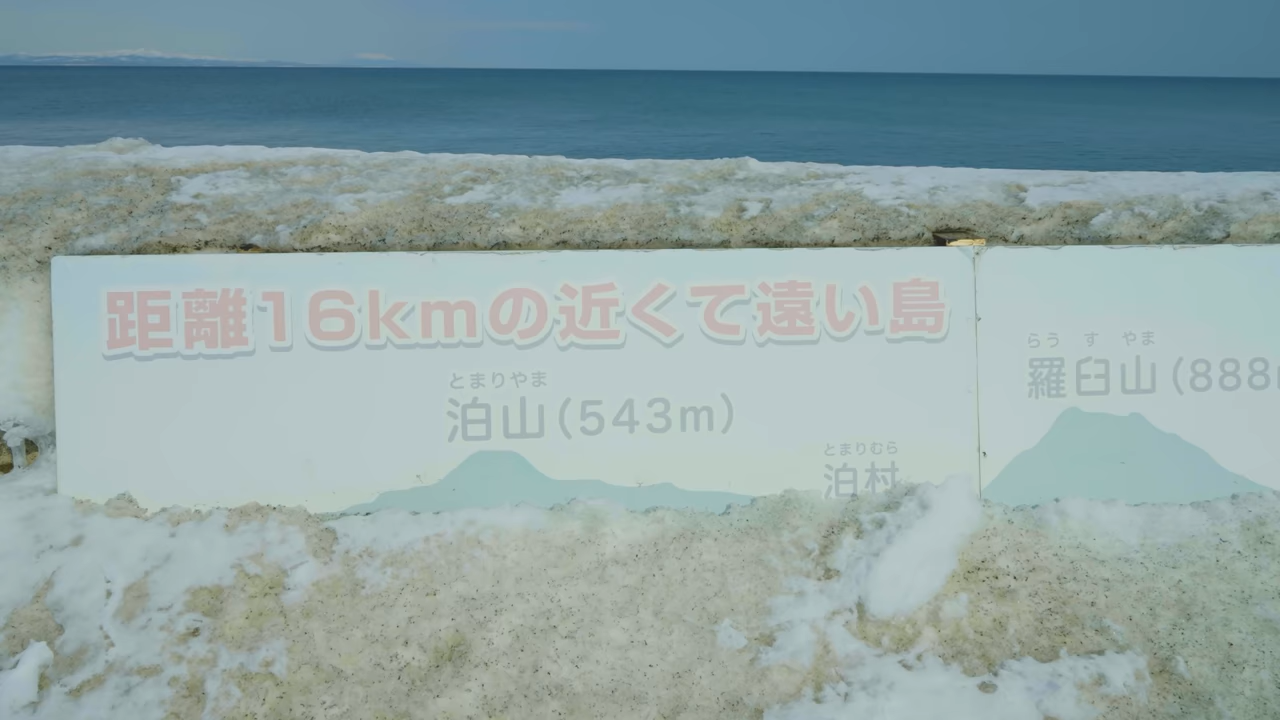 距離16kmの近くて遠い島
とまりやま
泊山(543m)
とまりむら
泊村
らうすやま
羅臼山(888